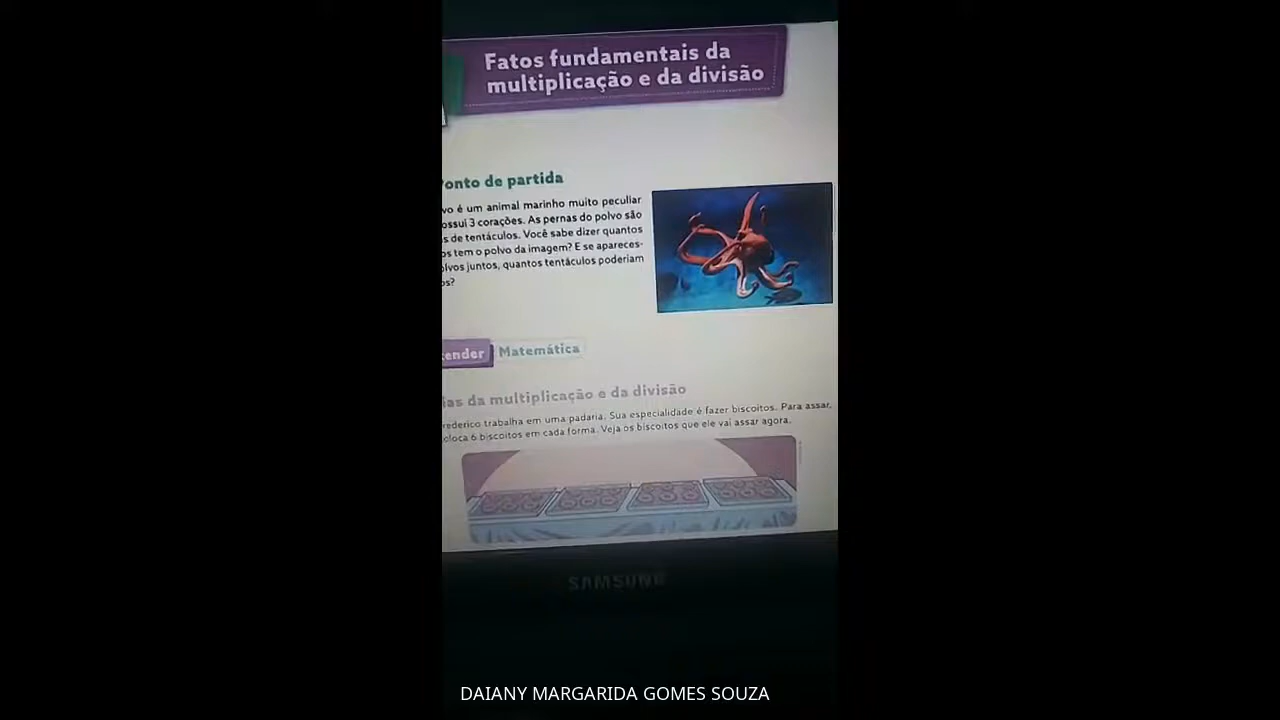 Fatos fundamentais da
multiplicação e da divisão
onto de partida
vo é um animal marinho muito peculiar
ossui 3 corações. As pernas do polvo são
s de tentáculos. Você sabe dizer quantos
os tem o polvo da imagem? E se apareces-
olvos juntos, quantos tentáculos poderiam
os?
tender Matemática
ias da multiplicação e da divisão
rederico trabalha em uma padaria. Sua especialidade é fazer biscoitos. Para assar,
oloca 6 biscoitos em cada forma. Veja os biscoitos que ele vai assar agora.
SAMSUNG
DAIANY MARGARIDA GOMES SOUZA